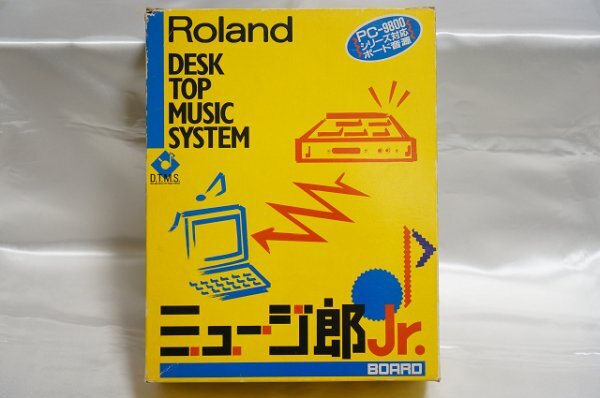 Roland
DESK
TOP
MUSIC
SYSTEM
PC-9800
シリーズ対応
ボード音源
D.T.M.S.
ミュージ郎Jr.
BOARD